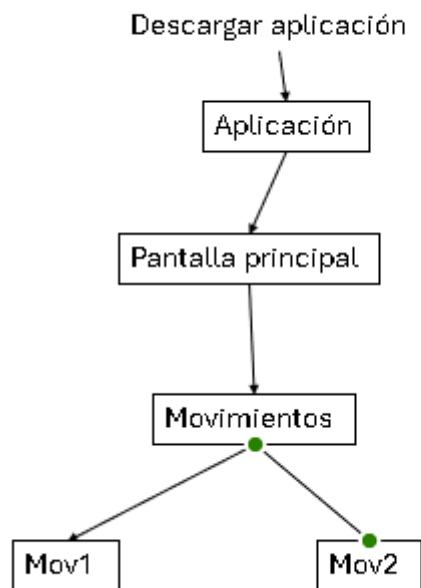 Descargar aplicación
Aplicación
Pantalla principal
Movimientos
Mov1
Mov2